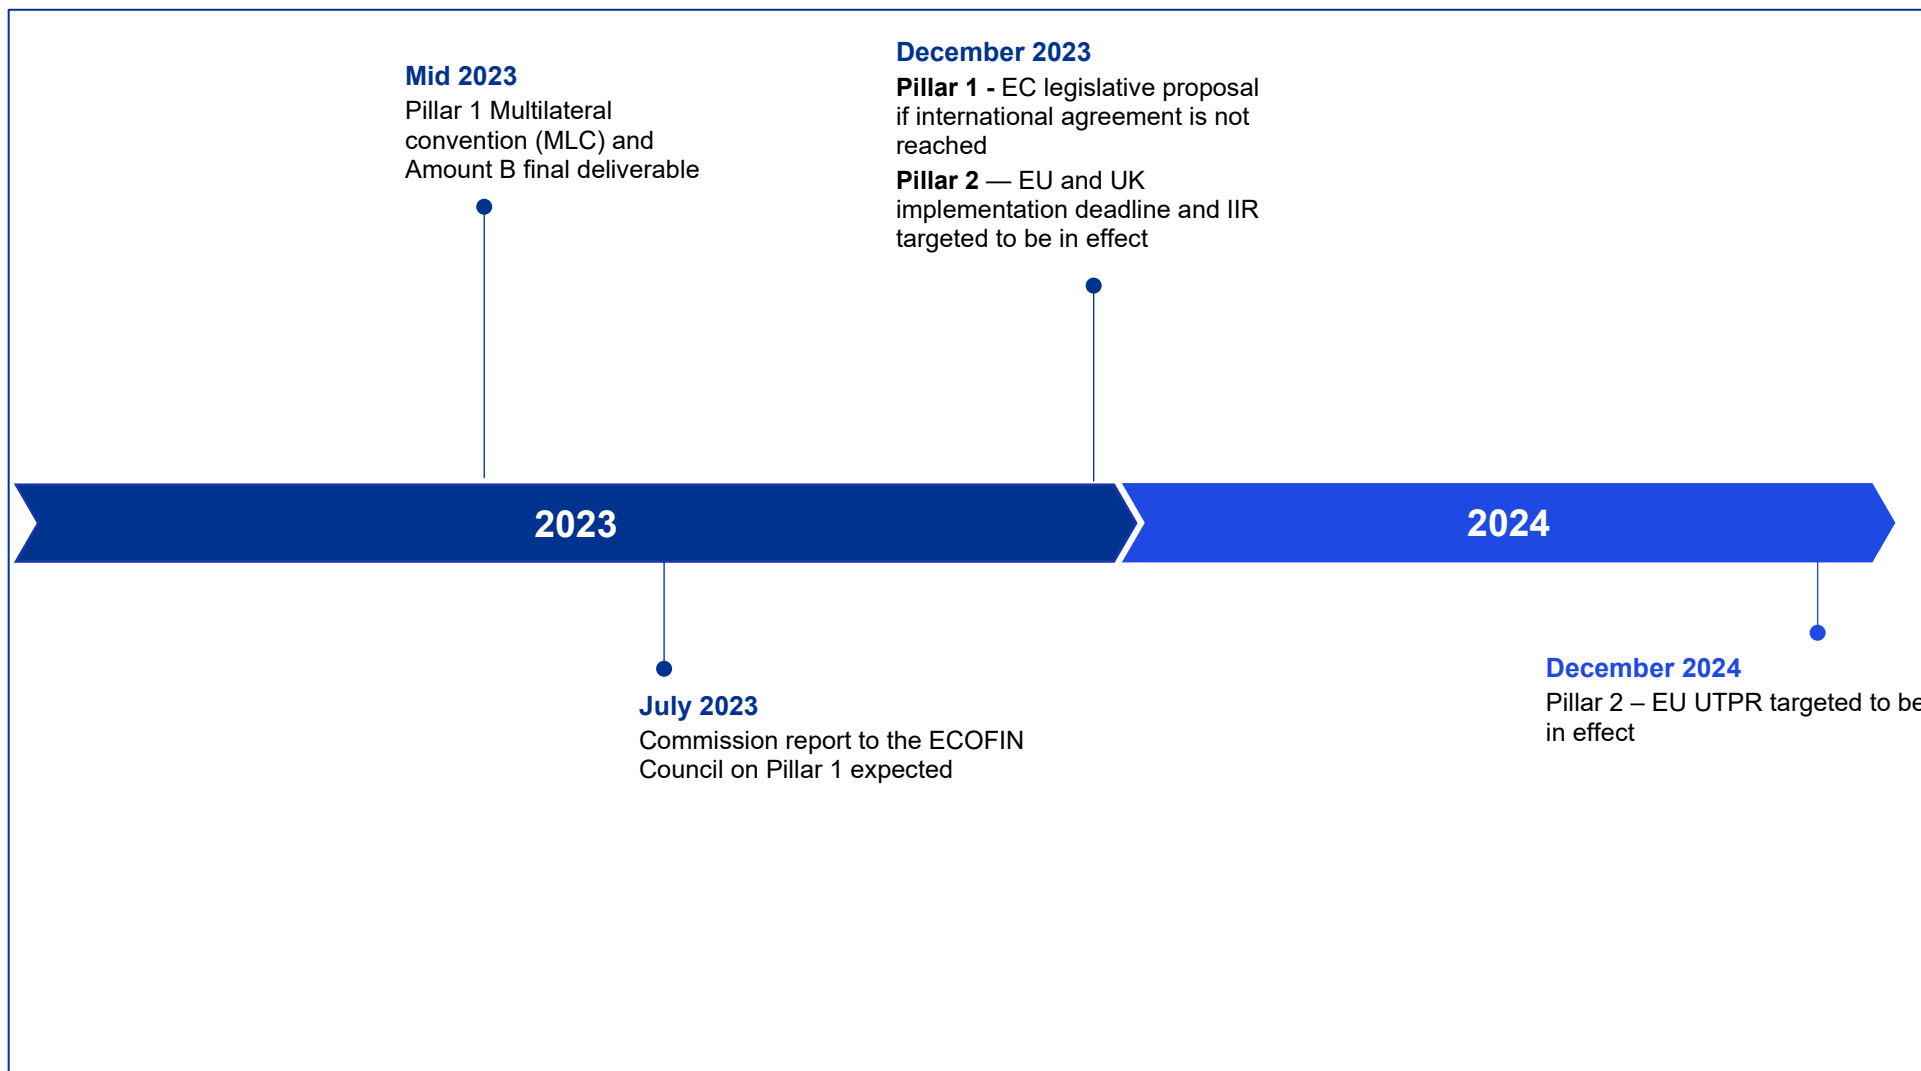 Mid 2023
Pillar 1 Multilateral
convention (MLC) and
Amount B final deliverable
December 2023
Pillar 1 - EC legislative proposal
if international agreement is not
reached
Pillar 2 — EU and UK
implementation deadline and IIR
targeted to be in effect
2023
2024
July 2023
Commission report to the ECOFIN
Council on Pillar 1 expected
December 2024
Pillar 2 – EU UTPR targeted to be
in effect